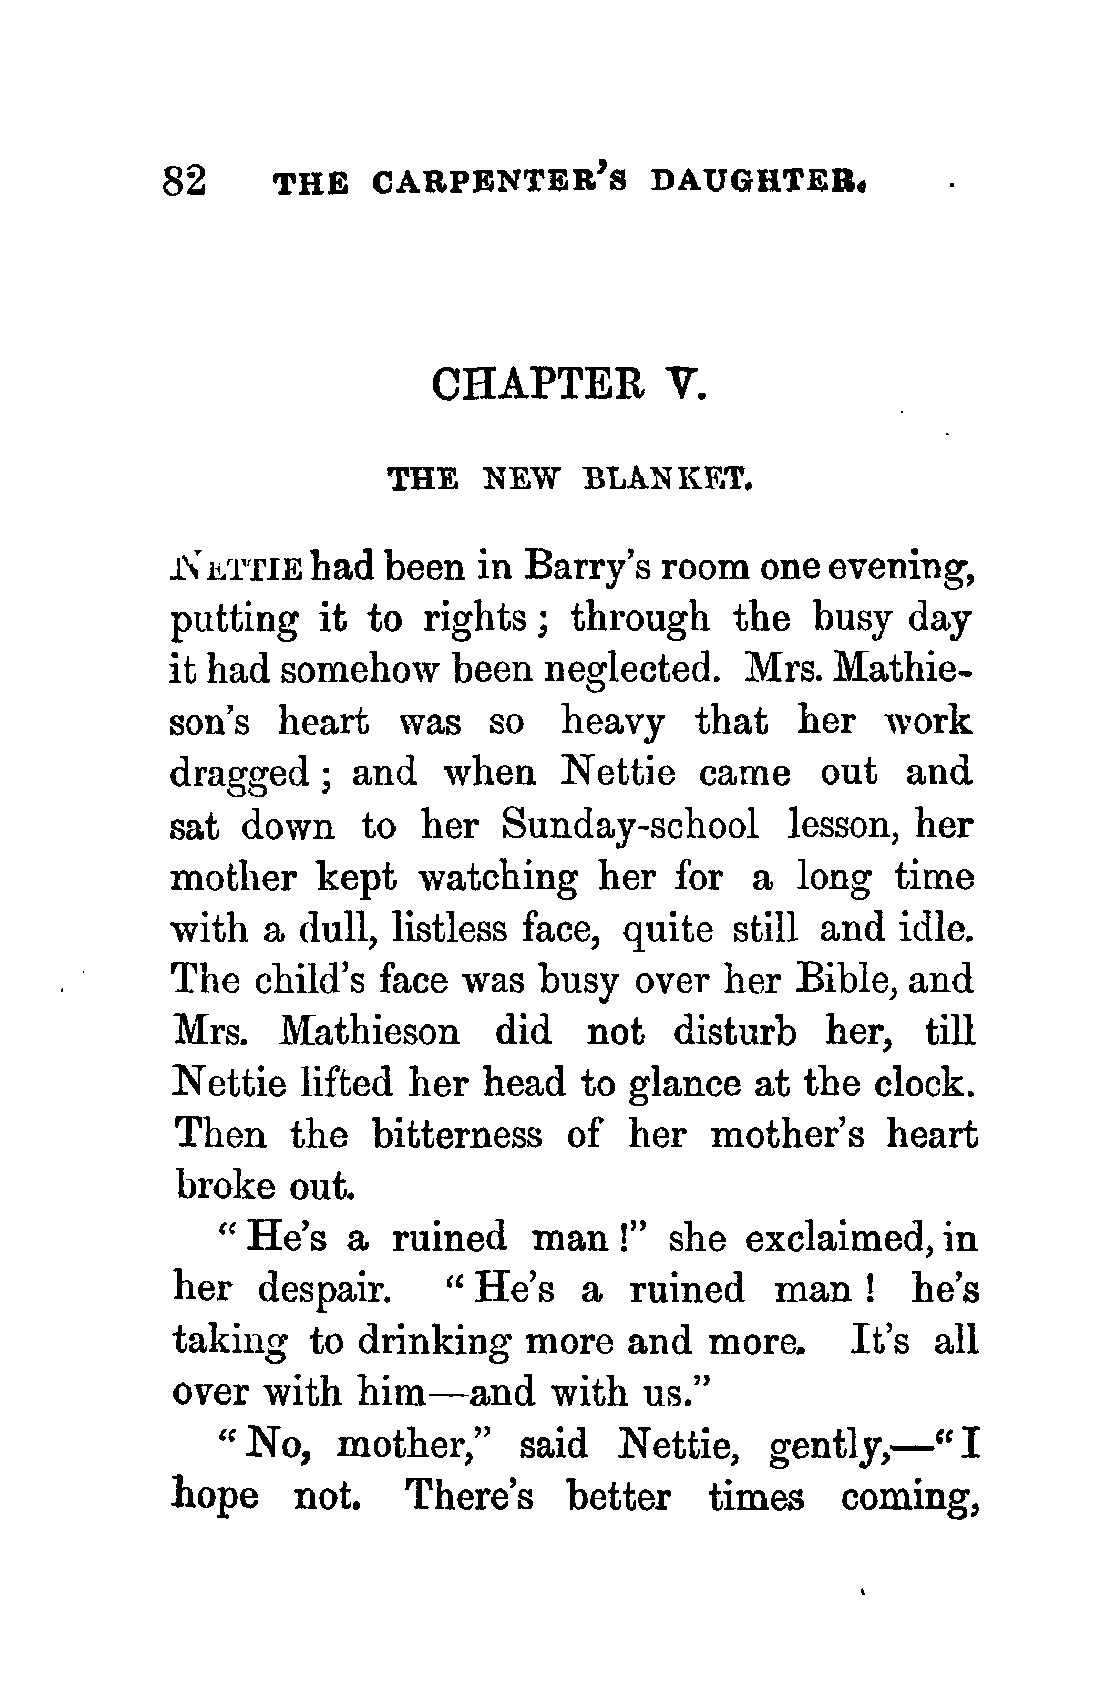 82 THE CARPENTER'S DAUGHTER.
CHAPTER V.
THE NEW BLANKET.
NETTIE had been in Barry's room one evening,
putting it to rights; through the busy day
it had somehow been neglected. Mrs. Mathie-
son's heart was so heavy that her work
dragged; and when Nettie came out and
sat down to her Sunday-school lesson, her
mother kept watching her for a long time
with a dull, listless face, quite still and idle.
The child's face was busy over her Bible, and
Mrs. Mathieson did not disturb her, till
Nettie lifted her head to glance at the clock.
Then the bitterness of her mother's heart
broke out.
"He's a ruined man!" she exclaimed, in
her despair. "He's a ruined man! he's
taking to drinking more and more. It's all
over with him—and with us."
"No, mother," said Nettie, gently,—"I
hope not. There's better times coming,